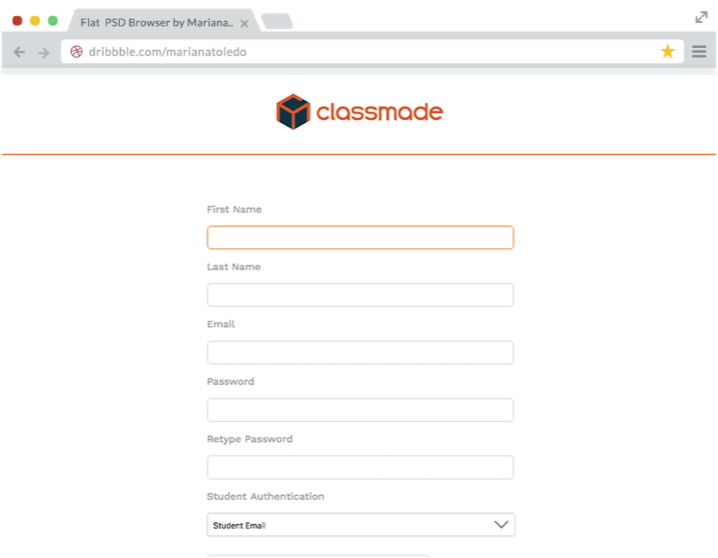 Flat PSD Browser by Mariana..
dribbble.com/marianatoledo
classmade
First Name
Last Name
Email
Password
Retype Password
Student Authentication
Student Email